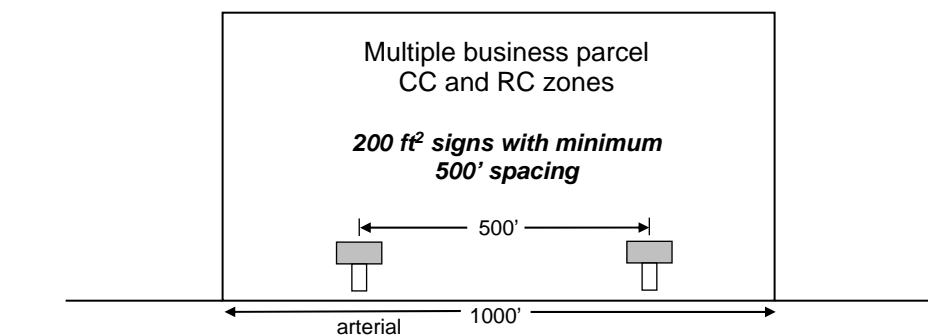 Multiple business parcel
CC and RC zones
200 ft² signs with minimum
500’ spacing
500’
1000’
arterial